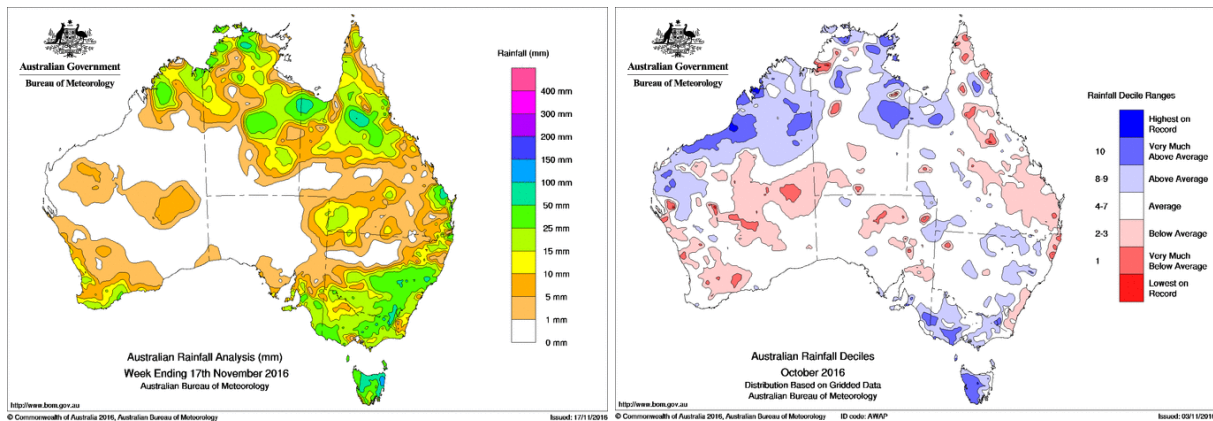 Australian Government
Bureau of Meteorology
Rainfall (mm)
400 mm
300 mm
200 mm
150 mm
100 mm
50 mm
25 mm
15 mm
10 mm
5 mm
1 mm
0 mm
Australian Rainfall Analysis (mm)
Week Ending 17th November 2016
Australian Bureau of Meteorology
http://www.bom.gov.au
© Commonwealth of Australia 2016, Australian Bureau of Meteorology
Issued: 17/11/2016
Australian Government
Bureau of Meteorology
Rainfall Decile Ranges
Highest on
Record
10
Very Much
Above Average
8-9
Above Average
4-7
Average
2-3
Below Average
1
Very Much
Below Average
Lowest on
Record
Australian Rainfall Deciles
October 2016
Distribution Based on Gridded Data
Australian Bureau of Meteorology
http://www.bom.gov.au
© Commonwealth of Australia 2016, Australian Bureau of Meteorology
ID code: AWAP
Issued: 03/11/2016